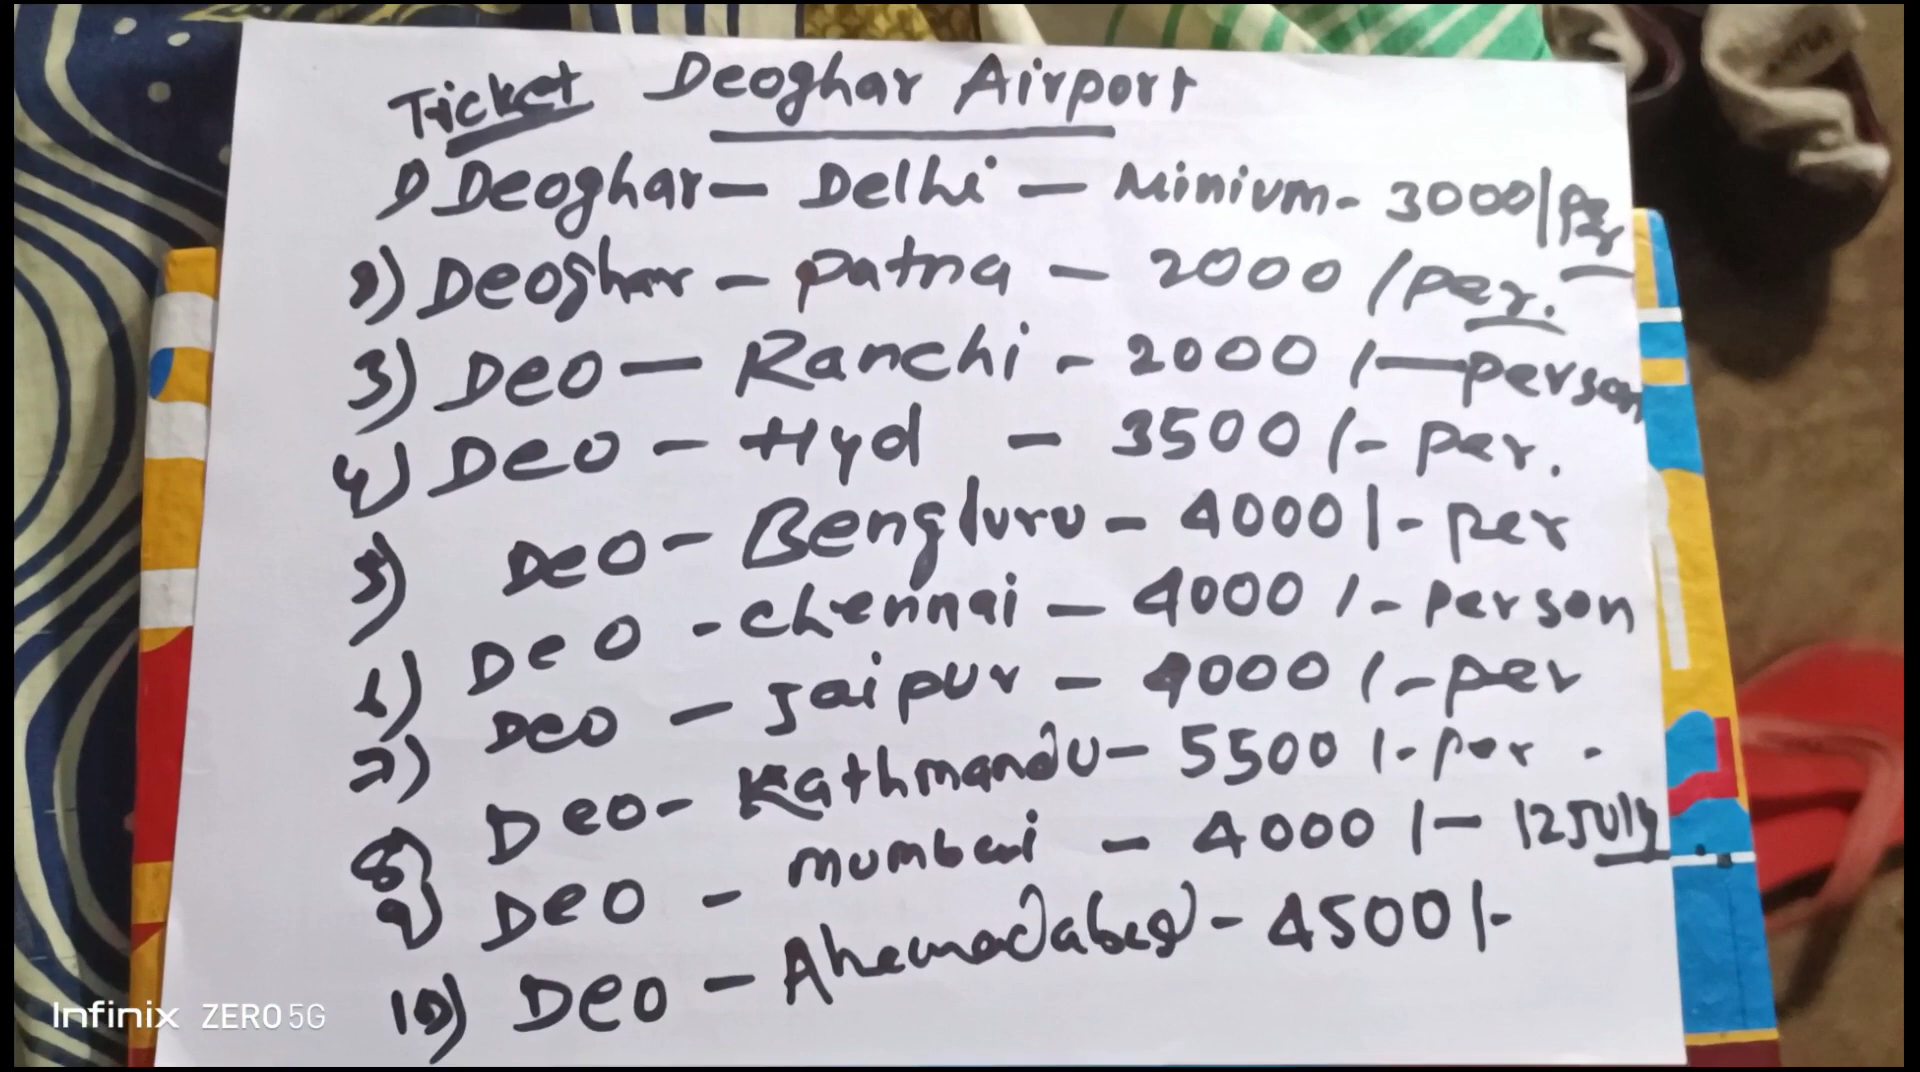 Ticket Deoghar Airport
1) Deoghar - Delhi - Minium - 3000/Per
2) Deoghar - Patna - 2000 /per.
3) Deo - Ranchi - 2000 /- person
4) Deo - Hyd - 3500 /- Per.
5) Deo - Bengluru - 4000 /- Per
6) Deo - chennai - 4000 /- Person
7) Deo - Jaipur - 4000 /- per
8) Deo - Kathmandu - 5500 /- per.
9) Deo - mumbai - 4000 /- 12 July
10) Deo - Ahemadabad - 4500 /-
Infinix ZERO 5G